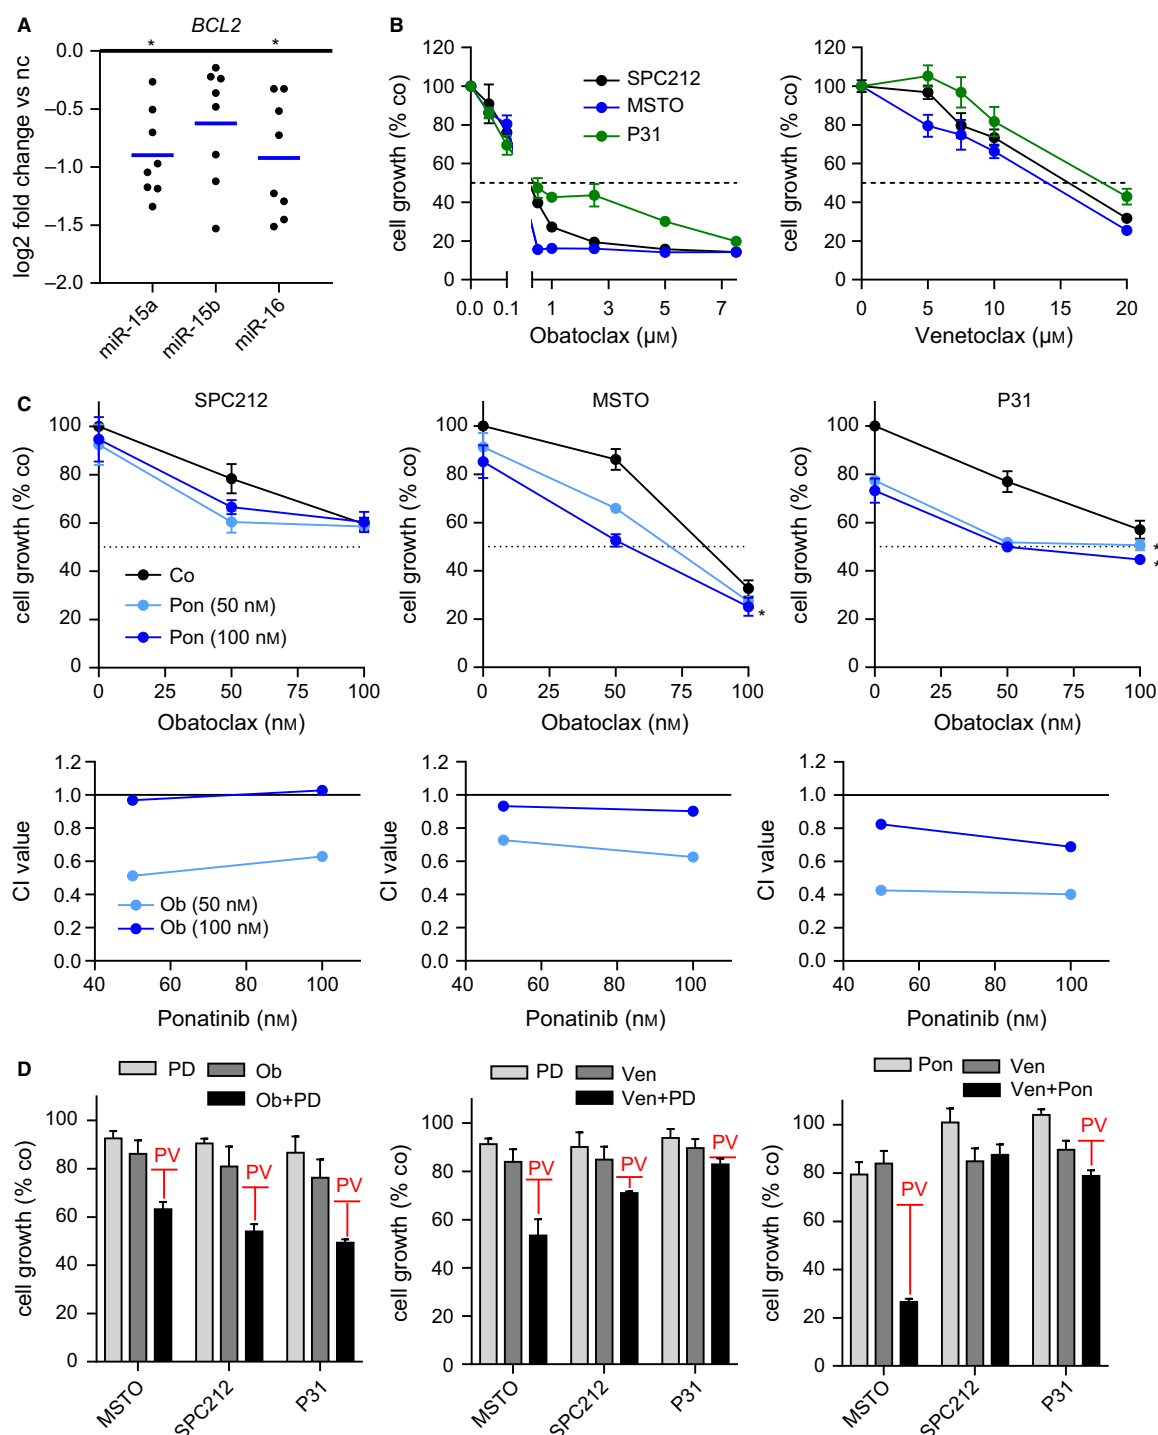 A
BCL2
* *
0.0
–0.5
–1.0
–1.5
–2.0
log2 fold change vs nc
miR-15a
miR-15b
miR-16
B
120
100
80
60
40
20
0
cell growth (% co)
SPC212
MSTO
P31
0.0 0.1 1 3 5 7
Obatoclax (µM)
120
100
80
60
40
20
0
cell growth (% co)
0 5 10 15 20
Venetoclax (µM)
C
SPC212
100
80
60
40
20
0
cell growth (% co)
Co
Pon (50 nM)
Pon (100 nM)
0 25 50 75 100
Obatoclax (nM)
MSTO
100
80
60
40
20
0
cell growth (% co)
*
0 25 50 75 100
Obatoclax (nM)
P31
100
80
60
40
20
0
cell growth (% co)
*
*
0 25 50 75 100
Obatoclax (nM)
1.2
1.0
0.8
0.6
0.4
0.2
0.0
CI value
Ob (50 nM)
Ob (100 nM)
40 60 80 100
Ponatinib (nM)
1.2
1.0
0.8
0.6
0.4
0.2
0.0
CI value
40 60 80 100
Ponatinib (nM)
1.2
1.0
0.8
0.6
0.4
0.2
0.0
CI value
40 60 80 100
Ponatinib (nM)
D
PD Ob
Ob+PD
100
80
60
40
20
0
cell growth (% co)
PV PV PV
MSTO
SPC212
P31
PD Ven
Ven+PD
100
80
60
40
20
0
cell growth (% co)
PV PV PV
MSTO
SPC212
P31
Pon Ven
Ven+Pon
100
80
60
40
20
0
cell growth (% co)
PV PV
MSTO
SPC212
P31